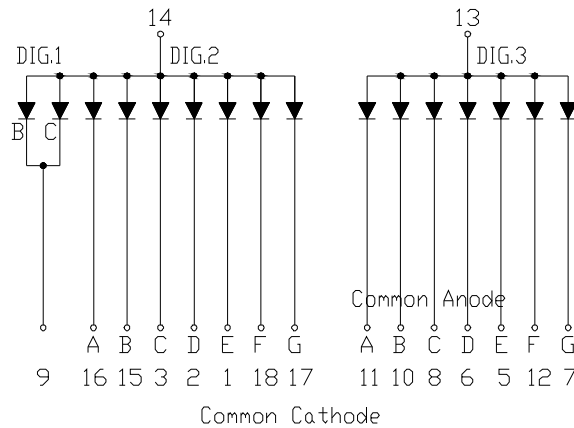 14 13
DIG.1 DIG.2 DIG.3
B C
Common Anode
A B C D E F G A B C D E F G
9 16 15 3 2 1 18 17 11 10 8 6 5 12 7
Common Cathode